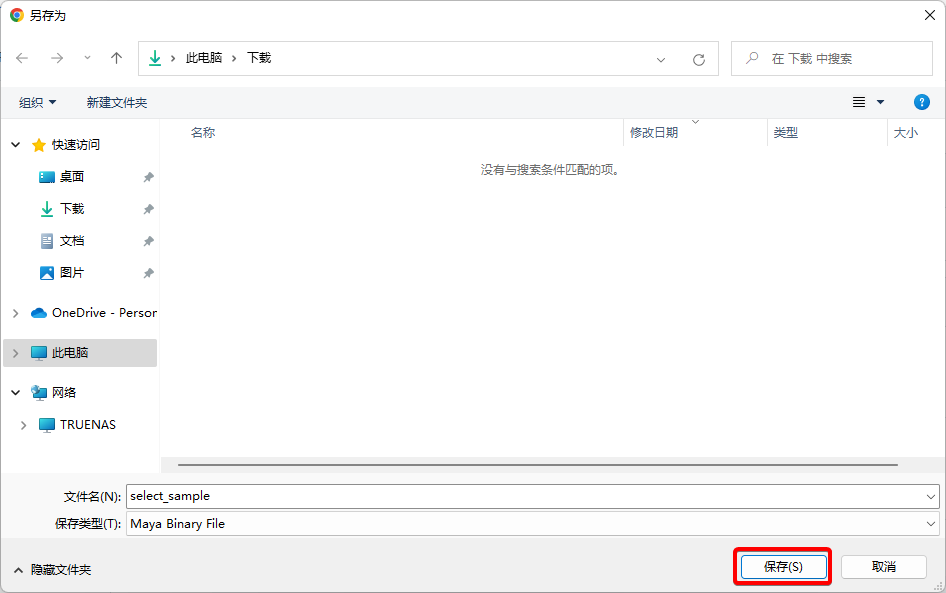 另存为
此电脑 › 下载
在 下载 中搜索
组织
新建文件夹
?
名称
修改日期
类型
大小
没有与搜索条件匹配的项。
快速访问
桌面
下载
文档
图片
OneDrive - Person
此电脑
网络
TRUENAS
文件名(N):
select_sample
保存类型(T):
Maya Binary File
隐藏文件夹
保存(S)
取消